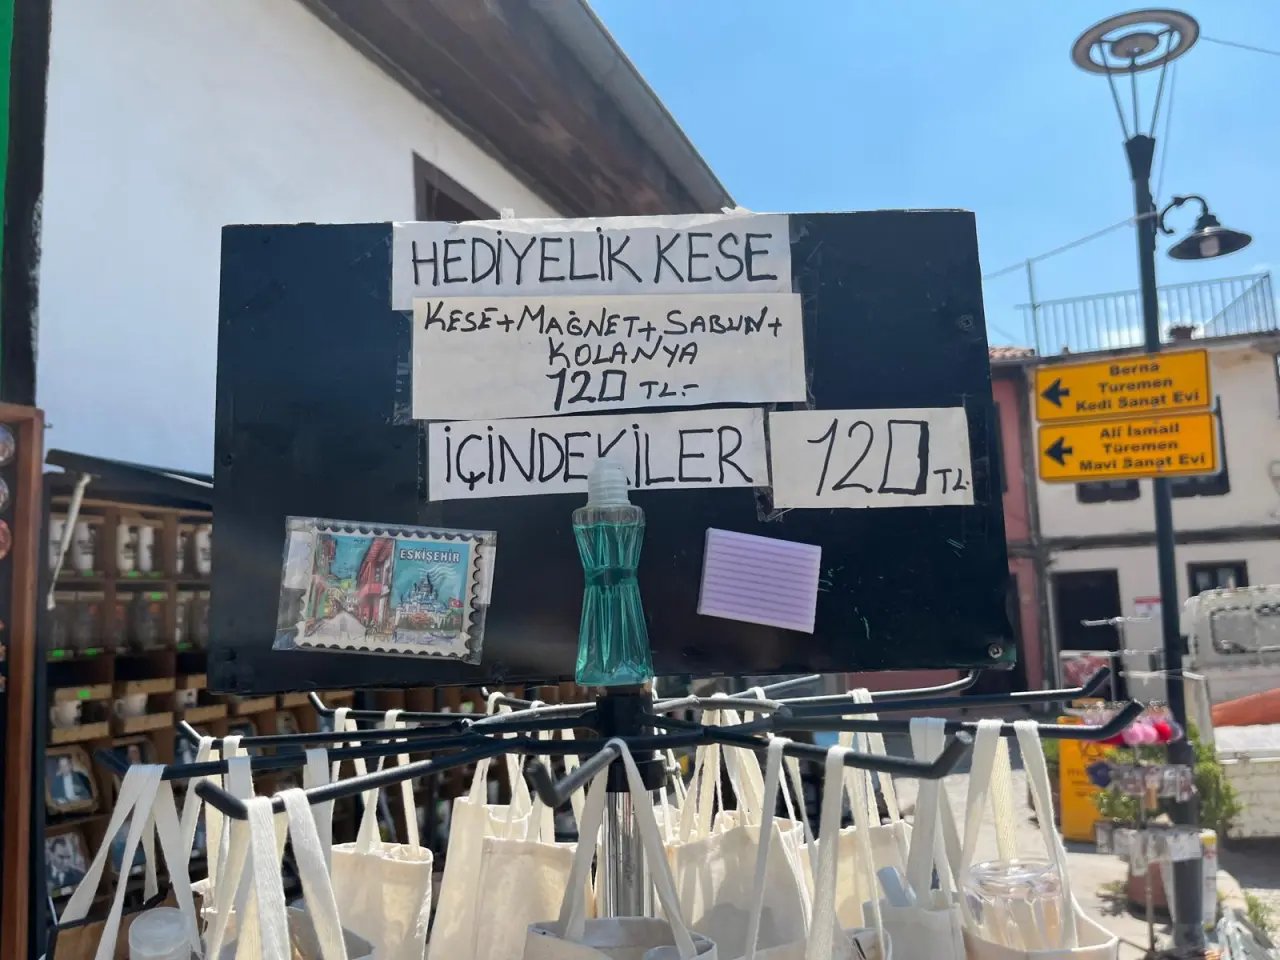 HEDİYELİK KESE
KESE+MAĞNET+SABUN+
KOLANYA
120 TL.-
İÇİNDEKİLER
120 TL.
ESKİŞEHİR
Berna
Türemen
Kedi Sanat Evi
Ali İsmail
Türemen
Mavi Sanat Evi